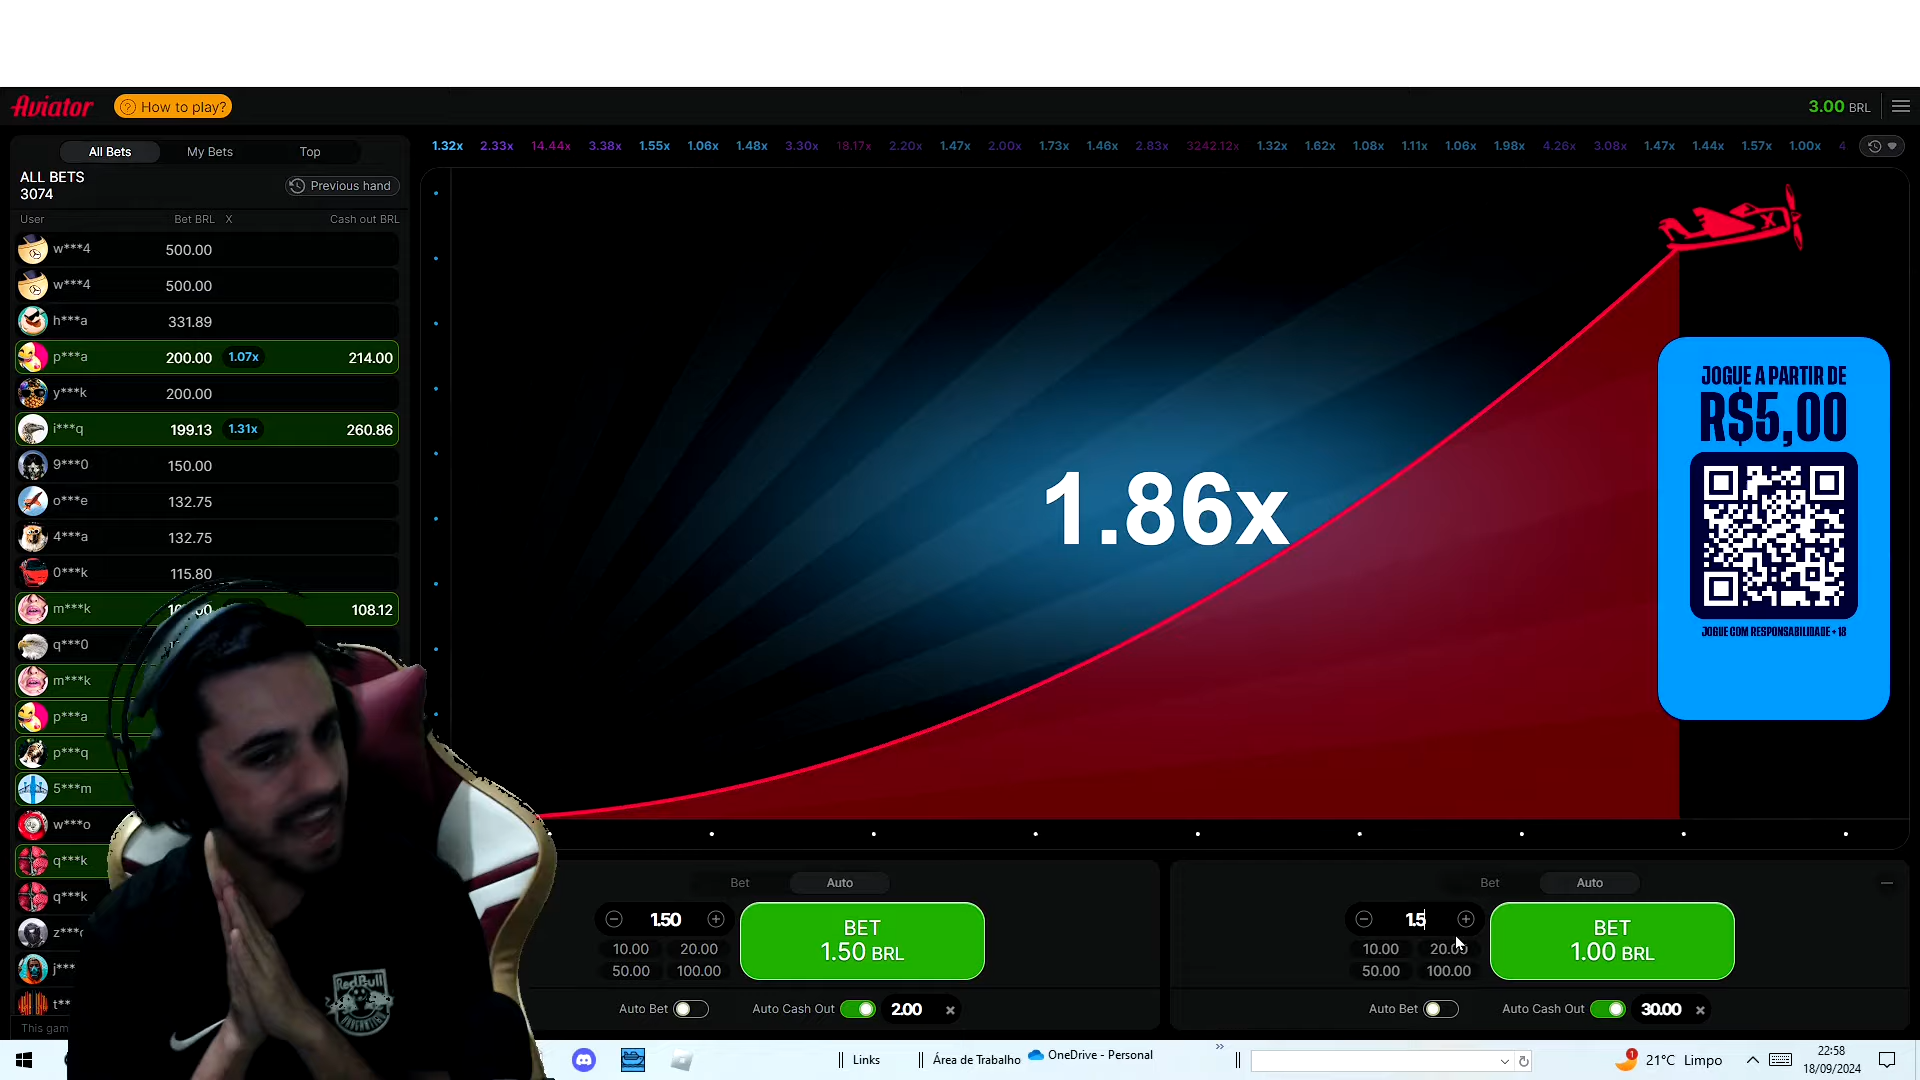 Aviator
? How to play?
3.00 BRL
All Bets My Bets Top
1.32x 2.33x 14.44x 3.38x 1.55x 1.06x 1.48x 3.30x 18.17x 2.20x 1.47x 2.00x 1.73x 1.46x 2.83x 3242.12x 1.32x 1.62x 1.08x 1.11x 1.06x 1.98x 4.26x 3.08x 1.47x 1.44x 1.57x 1.00x 4
ALL BETS
3074
Previous hand
User Bet BRL X Cash out BRL
w***4 500.00
w***4 500.00
h***a 331.89
p***a 200.00 1.07x 214.00
y***k 200.00
i***q 199.13 1.31x 260.86
9***0 150.00
o***e 132.75
4***a 132.75
0***k 115.80
m***k 108.12
q***0
m***k
p***a
p***q
5***m
w***o
q***k
q***k
z***
j***
t**
This gam
1.86x
JOGUE A PARTIR DE
R$5,00
JOGUE COM RESPONSABILIDADE +18
Bet Auto
1.50
10.00 20.00
50.00 100.00
BET
1.50 BRL
Auto Bet Auto Cash Out 2.00 ×
Bet Auto
1.5
10.00 20.00
50.00 100.00
BET
1.00 BRL
Auto Bet Auto Cash Out 30.00 ×
Red Bull
Links Área de Trabalho OneDrive - Personal »
1 21°C Limpo
22:58
18/09/2024